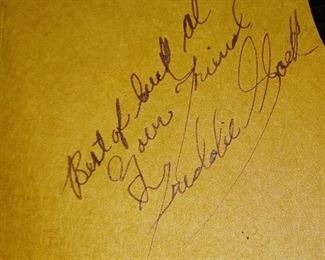 Best of luck al
Your Friend
Freddie